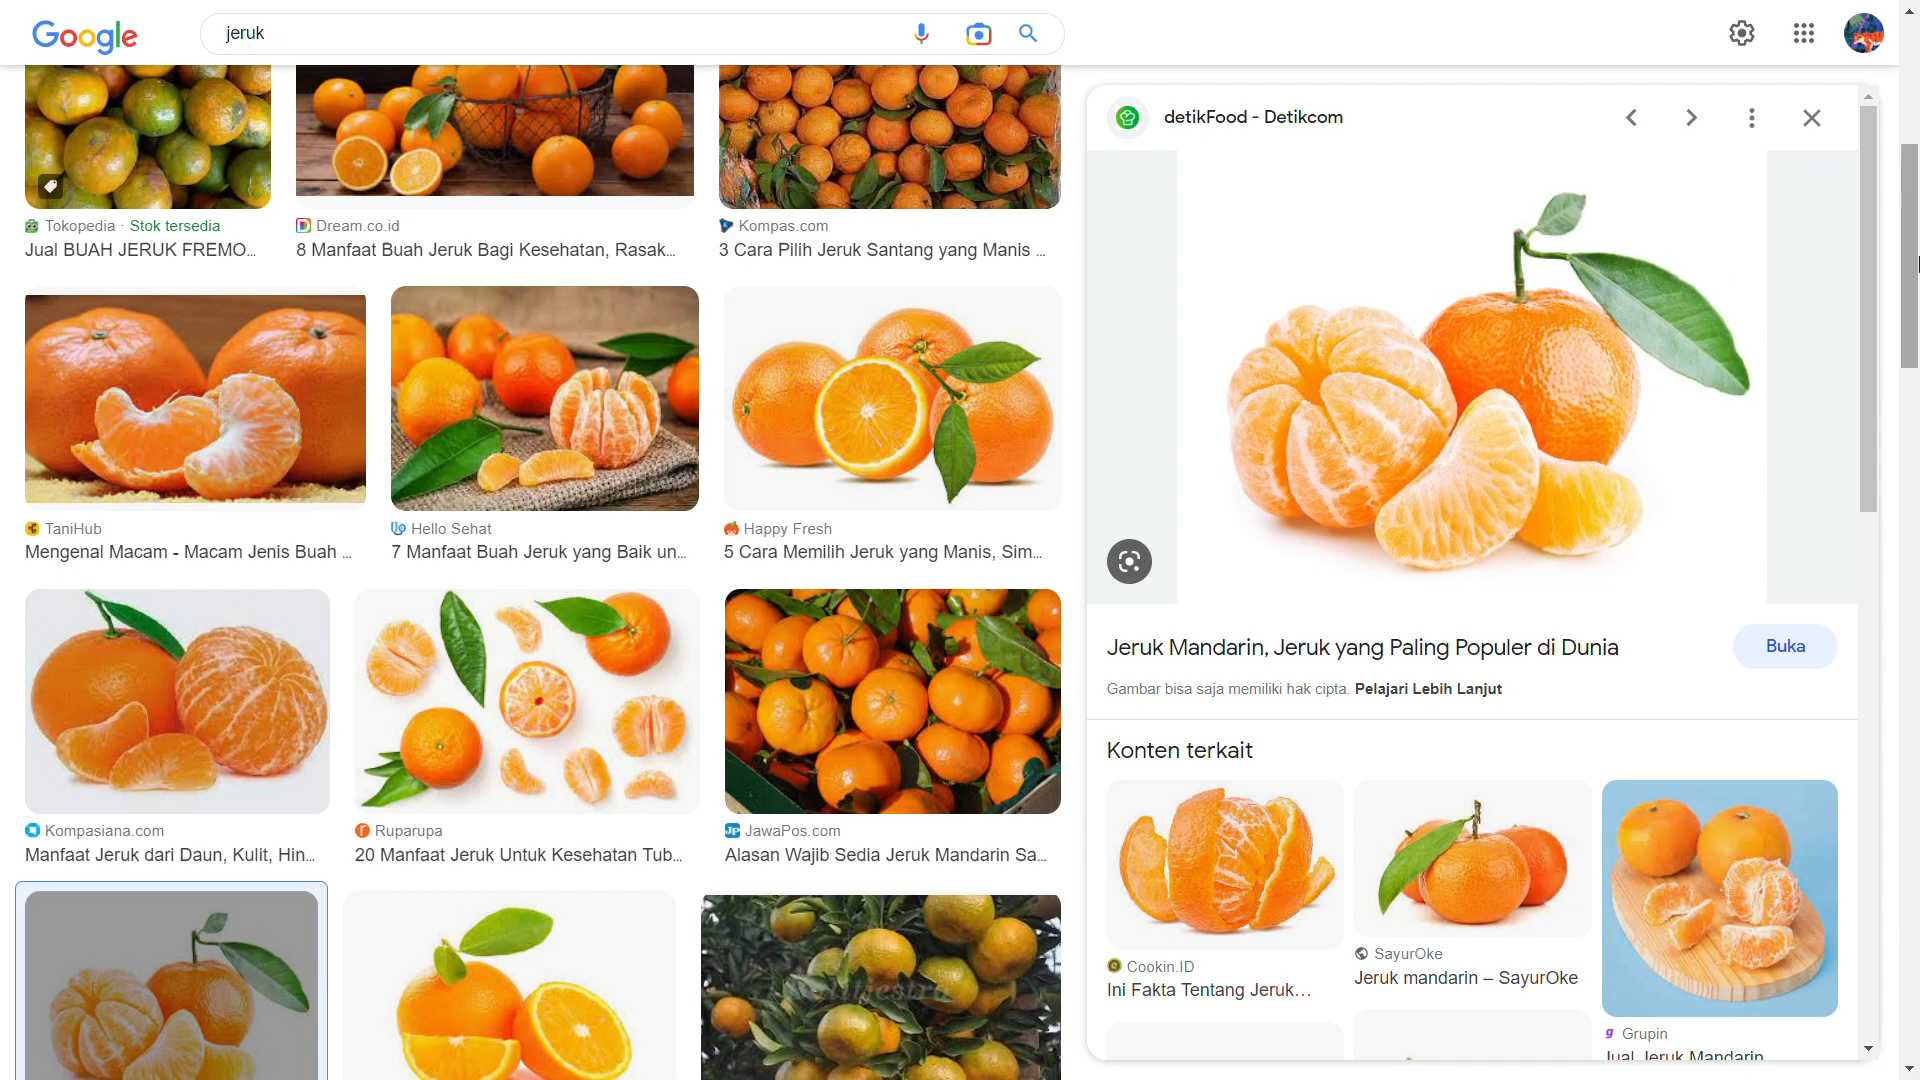 Google
jeruk
Tokopedia · Stok tersedia
Jual BUAH JERUK FREMO...
Dream.co.id
8 Manfaat Buah Jeruk Bagi Kesehatan, Rasak...
Kompas.com
3 Cara Pilih Jeruk Santang yang Manis ...
TaniHub
Mengenal Macam - Macam Jenis Buah ...
Hello Sehat
7 Manfaat Buah Jeruk yang Baik un...
Happy Fresh
5 Cara Memilih Jeruk yang Manis, Sim...
Kompasiana.com
Manfaat Jeruk dari Daun, Kulit, Hin...
Ruparupa
20 Manfaat Jeruk Untuk Kesehatan Tub...
JP JawaPos.com
Alasan Wajib Sedia Jeruk Mandarin Sa...
detikFood - Detikcom
Jeruk Mandarin, Jeruk yang Paling Populer di Dunia
Buka
Gambar bisa saja memiliki hak cipta. Pelajari Lebih Lanjut
Konten terkait
Cookin.ID
Ini Fakta Tentang Jeruk...
SayurOke
Jeruk mandarin – SayurOke
Grupin
Jual Jeruk Mandarin